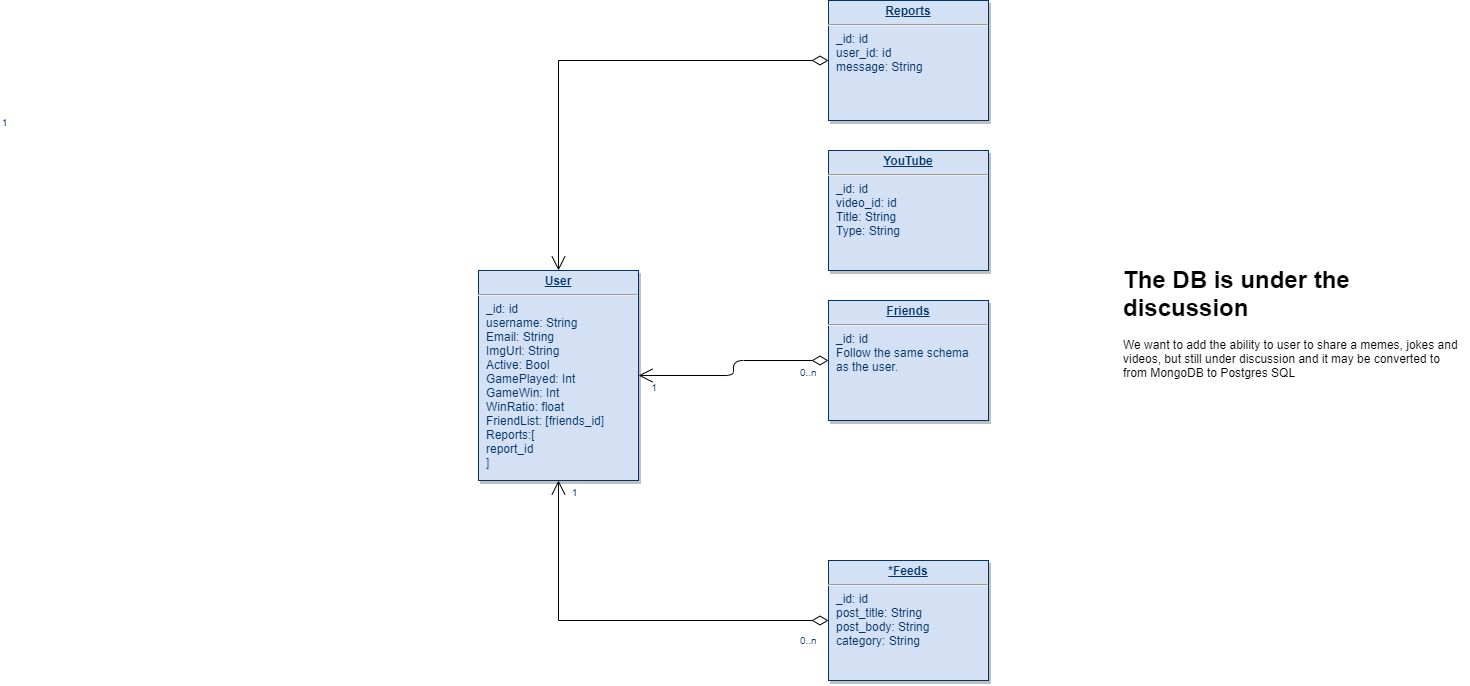 Reports
_id: id
user_id: id
message: String
1
YouTube
_id: id
video_id: id
Title: String
Type: String
User
_id: id
username: String
Email: String
ImgUrl: String
Active: Bool
GamePlayed: Int
GameWin: Int
WinRatio: float
FriendList: [friends_id]
Reports:[
report_id
]
Friends
_id: id
Follow the same schema
as the user.
0..n
1
The DB is under the
discussion
We want to add the ability to user to share a memes, jokes and
videos, but still under discussion and it may be converted to
from MongoDB to Postgres SQL
1
*Feeds
_id: id
post_title: String
post_body: String
category: String
0..n